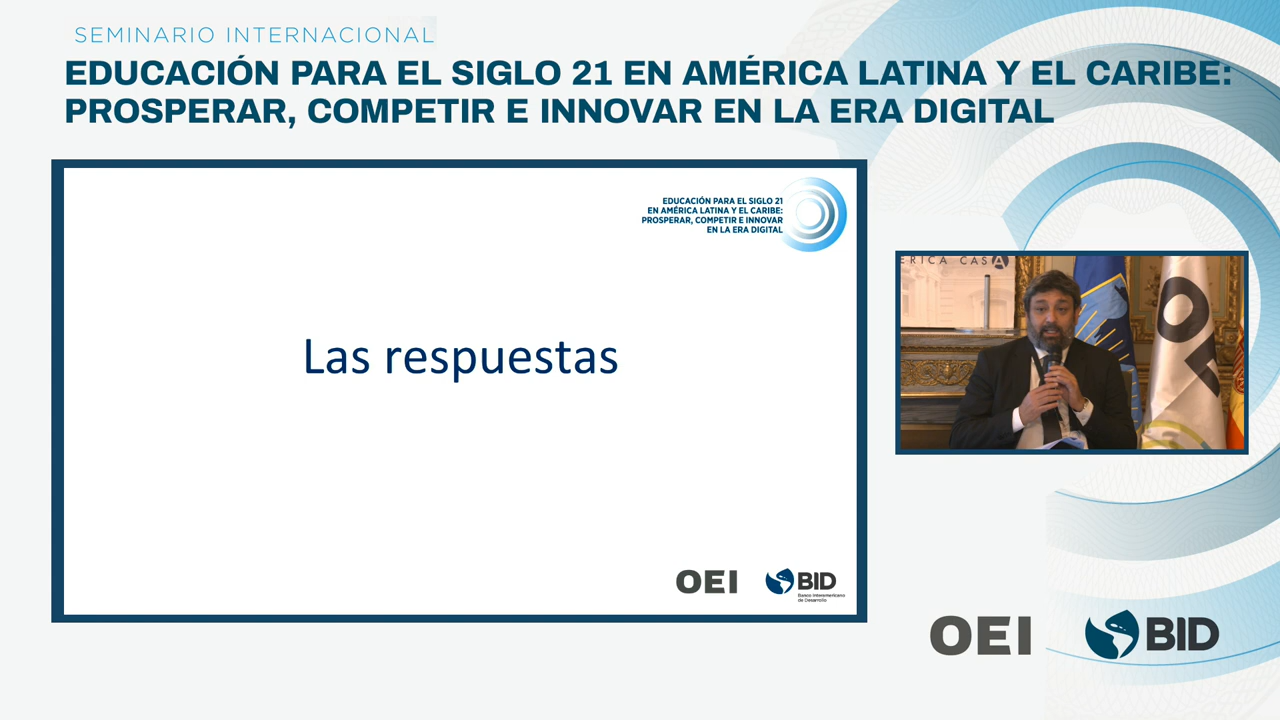 SEMINARIO INTERNACIONAL
EDUCACIÓN PARA EL SIGLO 21 EN AMÉRICA LATINA Y EL CARIBE:
PROSPERAR, COMPETIR E INNOVAR EN LA ERA DIGITAL
EDUCACIÓN PARA EL SIGLO 21
EN AMÉRICA LATINA Y EL CARIBE:
PROSPERAR, COMPETIR E INNOVAR
EN LA ERA DIGITAL
Las respuestas
OEI
BID
Banco Interamericano
de Desarrollo
ERICA CASA
OEI
BID